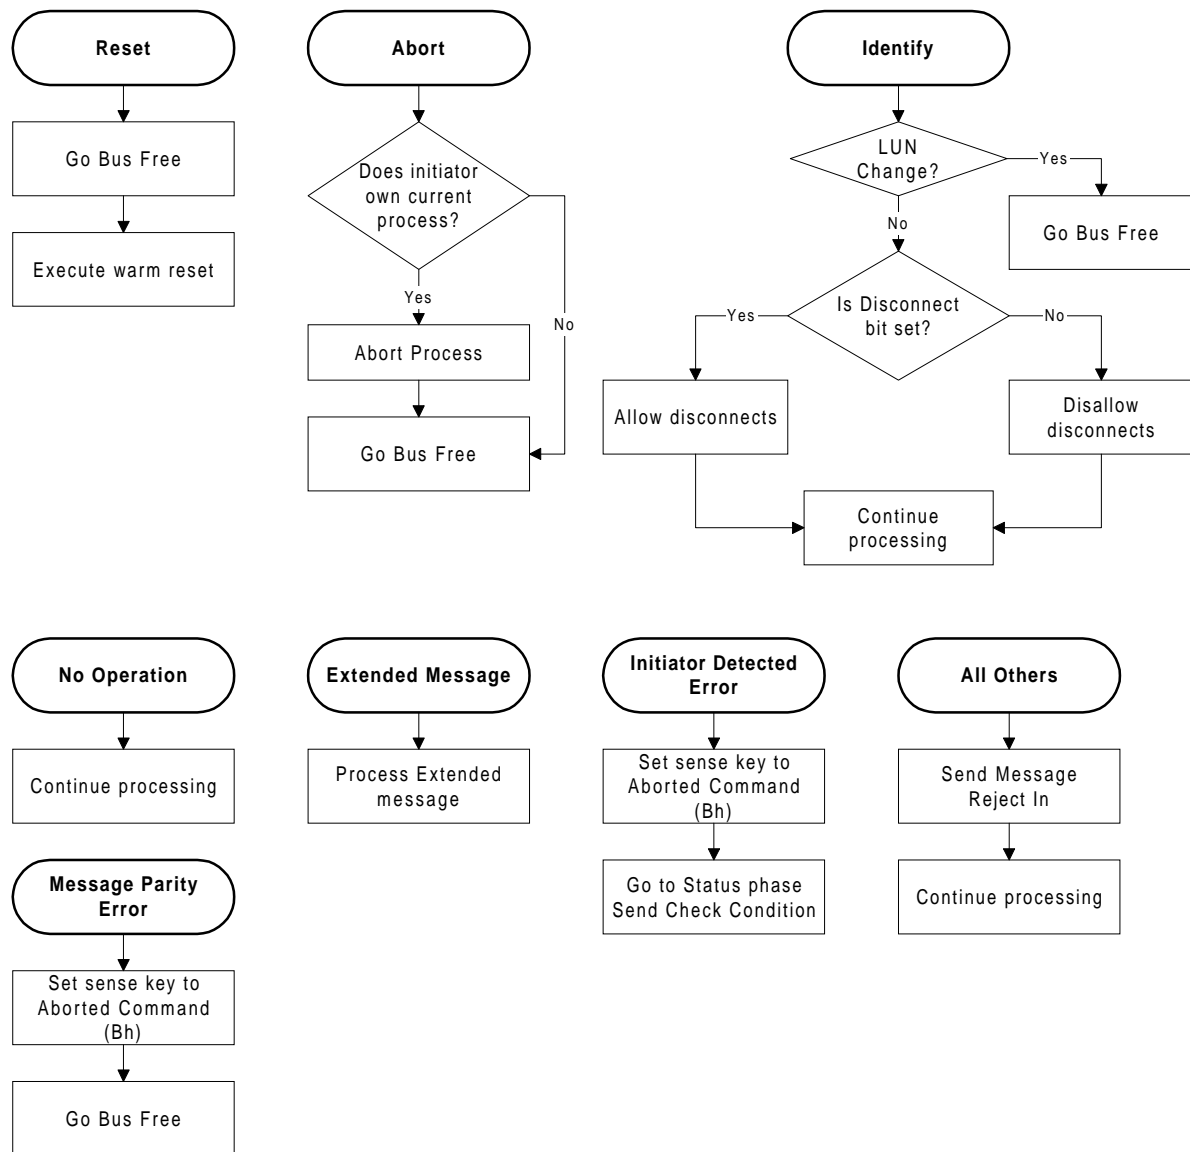 Reset
Go Bus Free
Execute warm reset
Abort
Does initiator
own current
process?
Yes
No
Abort Process
Go Bus Free
Identify
LUN
Change?
Yes
Go Bus Free
No
Is Disconnect
bit set?
Yes
No
Allow disconnects
Disallow
disconnects
Continue
processing
No Operation
Continue processing
Extended Message
Process Extended
message
Initiator Detected
Error
Set sense key to
Aborted Command
(Bh)
Go to Status phase
Send Check Condition
All Others
Send Message
Reject In
Continue processing
Message Parity
Error
Set sense key to
Aborted Command
(Bh)
Go Bus Free